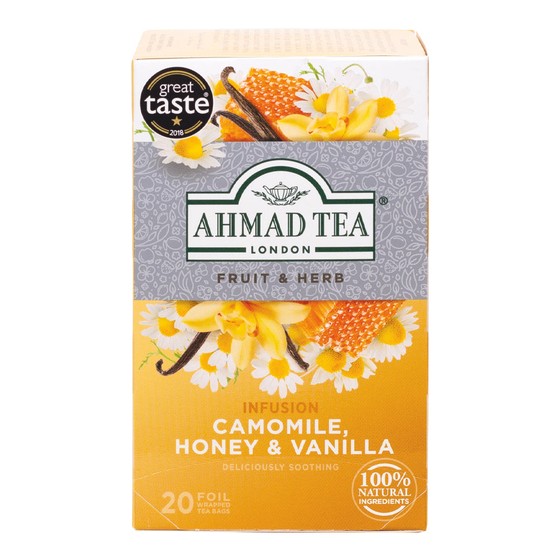 great
taste
2018
AHMAD TEA
®
LONDON
FRUIT & HERB
INFUSION
CAMOMILE,
HONEY & VANILLA
DELICIOUSLY SOOTHING
20 FOIL
WRAPPED
TEA BAGS
100%
NATURAL
INGREDIENTS